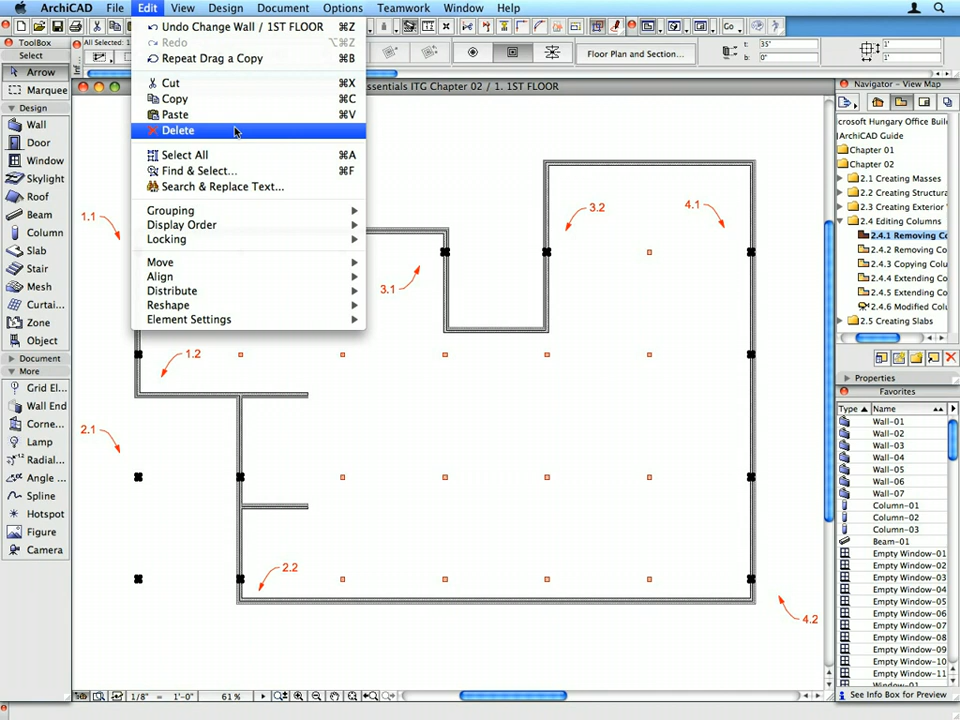 ArchiCAD File Edit View Design Document Options Teamwork Window Help
ToolBox
Select
Arrow
Marquee
Design
Wall
Door
Window
Skylight
Roof
Beam
Column
Slab
Stair
Mesh
Curtai...
Zone
Object
Document
More
Grid El...
Wall End
Corne...
Lamp
Radial...
Angle ...
Spline
Hotspot
Figure
Camera
All Selected: 1
Undo Change Wall / 1ST FLOOR ⌘Z
Redo ⌥⌘Z
Repeat Drag a Copy ⌘B
Cut ⌘X
Copy ⌘C
Paste ⌘V
Delete
Select All ⌘A
Find & Select... ⌘F
Search & Replace Text...
Grouping
Display Order
Locking
Move
Align
Distribute
Reshape
Element Settings
Floor Plan and Section...
t: 35"
b: 0"
1'
1'
Go
ssentials ITG Chapter 02 / 1. 1ST FLOOR
1.1
3.2
4.1
3.1
1.2
2.1
2.2
4.2
1/8" = 1'-0" 61 %
Navigator - View Map
crosoft Hungary Office Buil
ArchiCAD Guide
Chapter 01
Chapter 02
2.1 Creating Masses
2.2 Creating Structura
2.3 Creating Exterior
2.4 Editing Columns
2.4.1 Removing Co
2.4.2 Removing Co
2.4.3 Copying Colu
2.4.4 Extending Co
2.4.5 Extending Co
2.4.6 Modified Colu
2.5 Creating Slabs
Properties
Favorites
Type Name
Wall-01
Wall-02
Wall-03
Wall-04
Wall-05
Wall-06
Wall-07
Column-01
Column-02
Column-03
Beam-01
Empty Window-01
Empty Window-02
Empty Window-03
Empty Window-04
Empty Window-05
Empty Window-06
Empty Window-07
Empty Window-08
Empty Window-09
Empty Window-10
Empty Window-11
Window-01
See Info Box for Preview